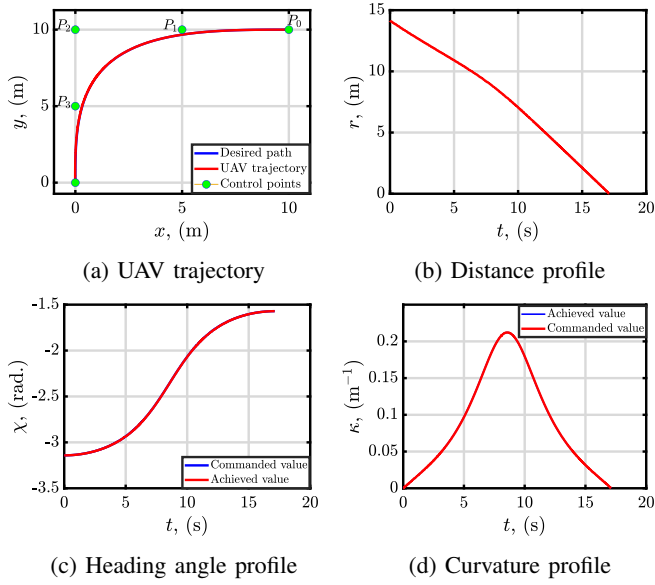 P₂ P₁ P₀
10
P₃
5
0
y, (m)
Desired path
UAV trajectory
Control points
0 5 10
x, (m)
(a) UAV trajectory
15
10
5
0
r, (m)
0 5 10 15 20
t, (s)
(b) Distance profile
-1.5
-2
-2.5
-3
-3.5
χ, (rad.)
Commanded value
Achieved value
0 5 10 15 20
t, (s)
(c) Heading angle profile
0.2
0.15
0.1
0.05
0
κ, (m⁻¹)
Achieved value
Commanded value
0 5 10 15 20
t, (s)
(d) Curvature profile